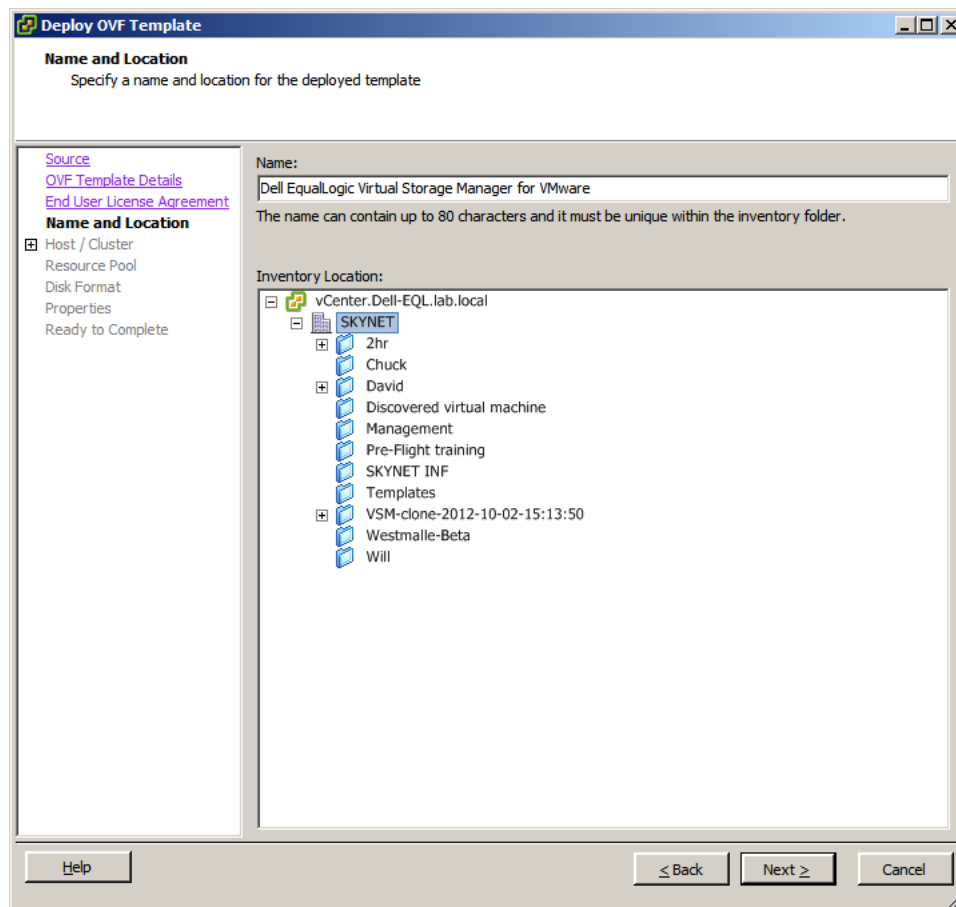 Deploy OVF Template
Name and Location
Specify a name and location for the deployed template
Source
OVF Template Details
End User License Agreement
Name and Location
Host / Cluster
Resource Pool
Disk Format
Properties
Ready to Complete
Name:
Dell EqualLogic Virtual Storage Manager for VMware
The name can contain up to 80 characters and it must be unique within the inventory folder.
Inventory Location:
vCenter.Dell-EQL.lab.local
SKYNET
2hr
Chuck
David
Discovered virtual machine
Management
Pre-Flight training
SKYNET INF
Templates
VSM-clone-2012-10-02-15:13:50
Westmalle-Beta
Will
Help
< Back
Next >
Cancel